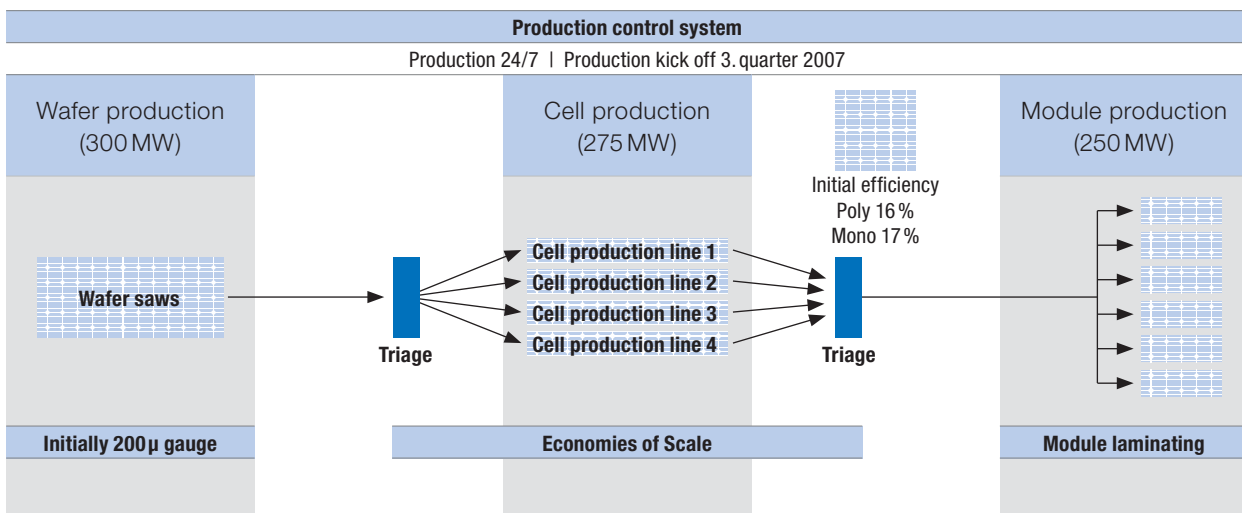 Production control system
Production 24/7 | Production kick off 3. quarter 2007
Wafer production
(300 MW)
Cell production
(275 MW)
Module production
(250 MW)
Initial efficiency
Poly 16 %
Mono 17 %
Wafer saws
Triage
Cell production line 1
Cell production line 2
Cell production line 3
Cell production line 4
Triage
Initially 200 µ gauge
Economies of Scale
Module laminating